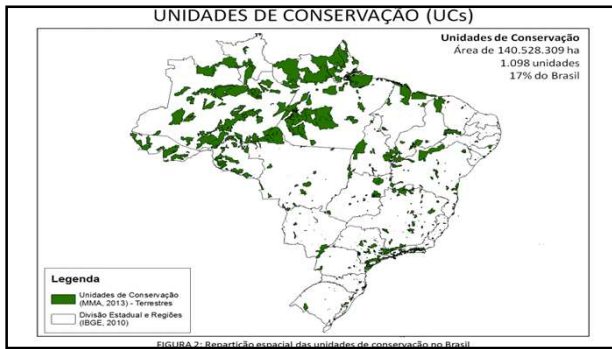 UNIDADES DE CONSERVAÇÃO (UCs)
Unidades de Conservação
Área de 140.528.309 ha
1.098 unidades
17% do Brasil
Legenda
Unidades de Conservação
(MMA, 2013) - Terrestres
Divisão Estadual e Regiões
(IBGE, 2010)
FIGURA 2: Repartição espacial das unidades de conservação no Brasil